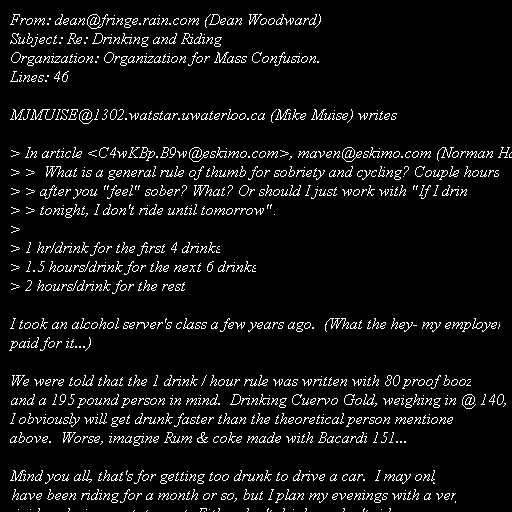 From: dean@fringe.rain.com (Dean Woodward)
Subject: Re: Drinking and Riding
Organization: Organization for Mass Confusion.
Lines: 46

MJMUISE@1302.watstar.uwaterloo.ca (Mike Muise) writes

> In article <C4wKBp.B9w@eskimo.com>, maven@eskimo.com (Norman
> >  What is a general rule of thumb for sobriety and cycling? Couple hours
> > after you "feel" sober? What? Or should I just work with "If I drin
> > tonight, I don't ride until tomorrow".
>
> 1 hr/drink for the first 4 drinks
> 1.5 hours/drink for the next 6 drinks
> 2 hours/drink for the rest

I took an alcohol server's class a few years ago.  (What the hey- my employer
paid for it...)

We were told that the 1 drink / hour rule was written with 80 proof booz
and a 195 pound person in mind.  Drinking Cuervo Gold, weighing in @ 140,
I obviously will get drunk faster than the theoretical person mentione
above.  Worse, imagine Rum & coke made with Bacardi 151...

Mind you all, that's for getting too drunk to drive a car.  I may onl
have been riding for a month or so, but I plan my evenings with a ver